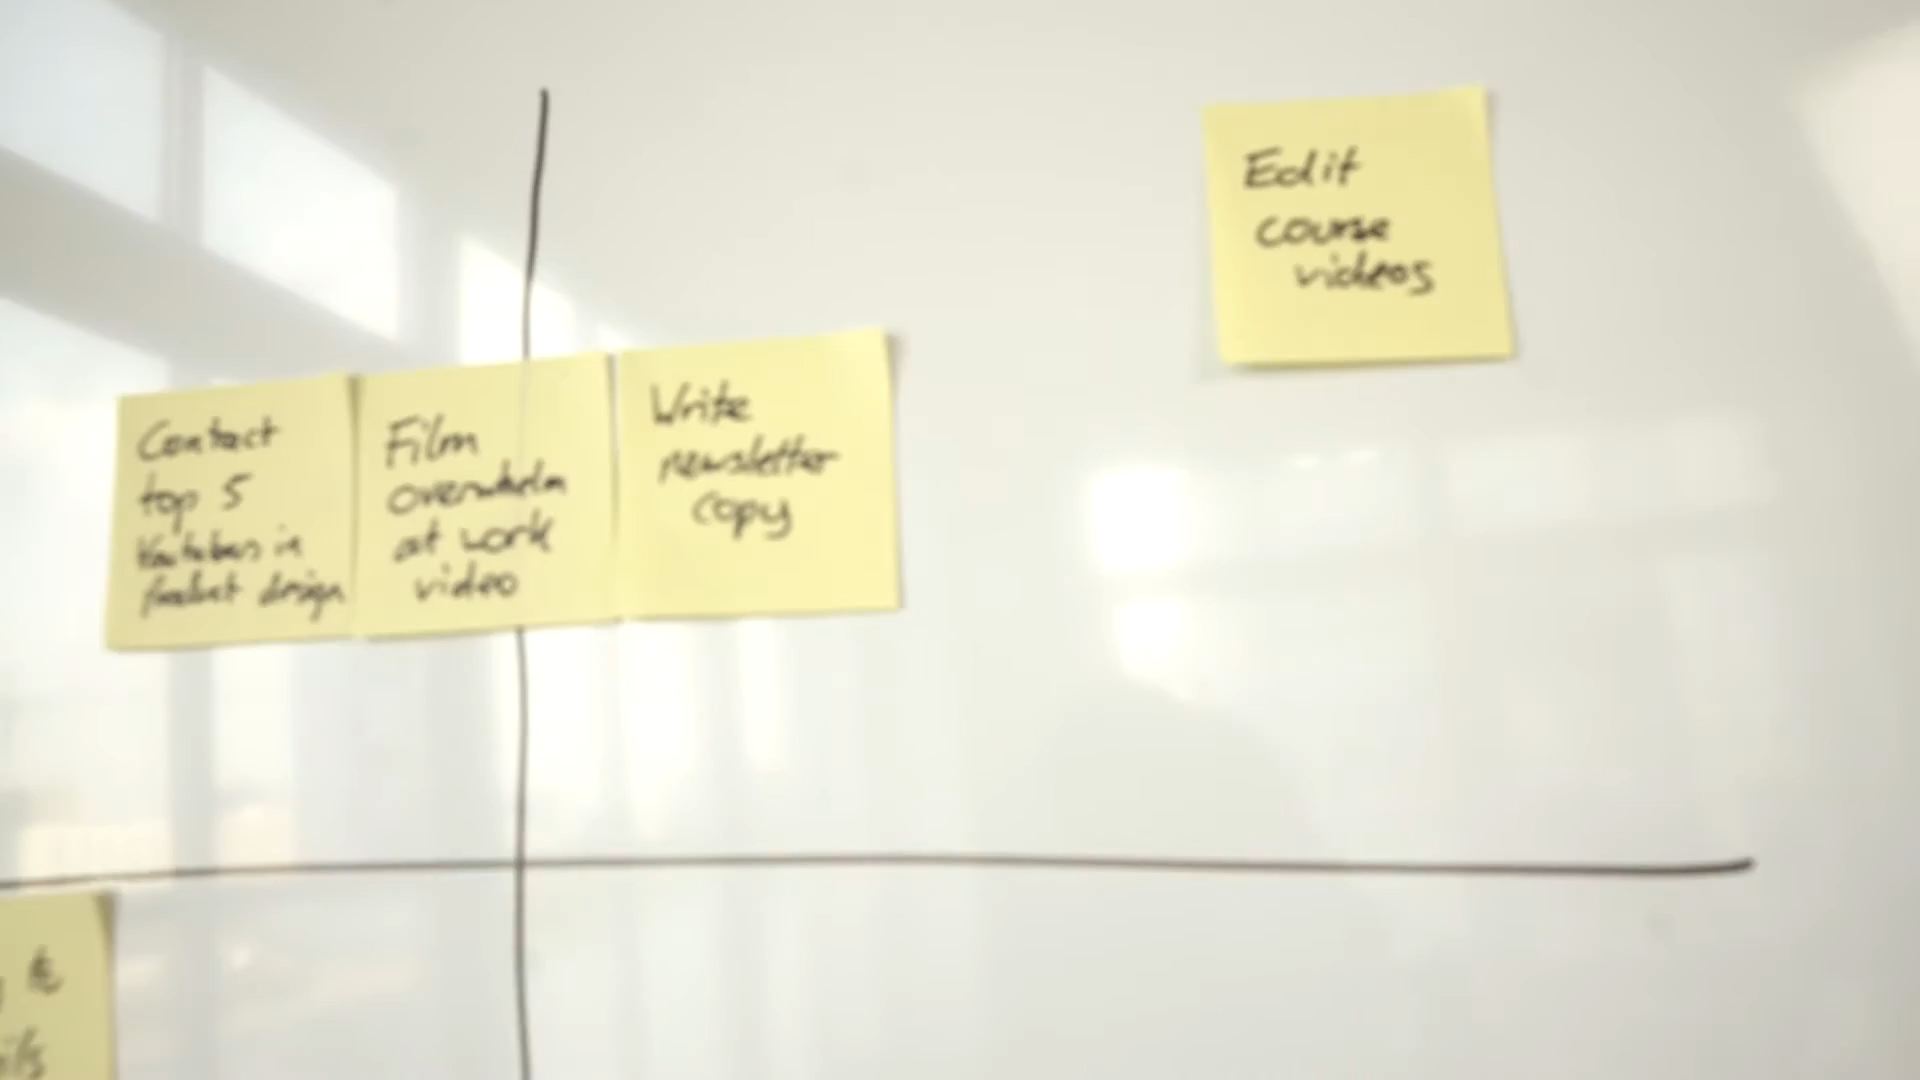 Edit
course
videos
Contact
top 5
Youtubers in
product design
Film
overwhelm
at work
video
Write
newsletter
copy